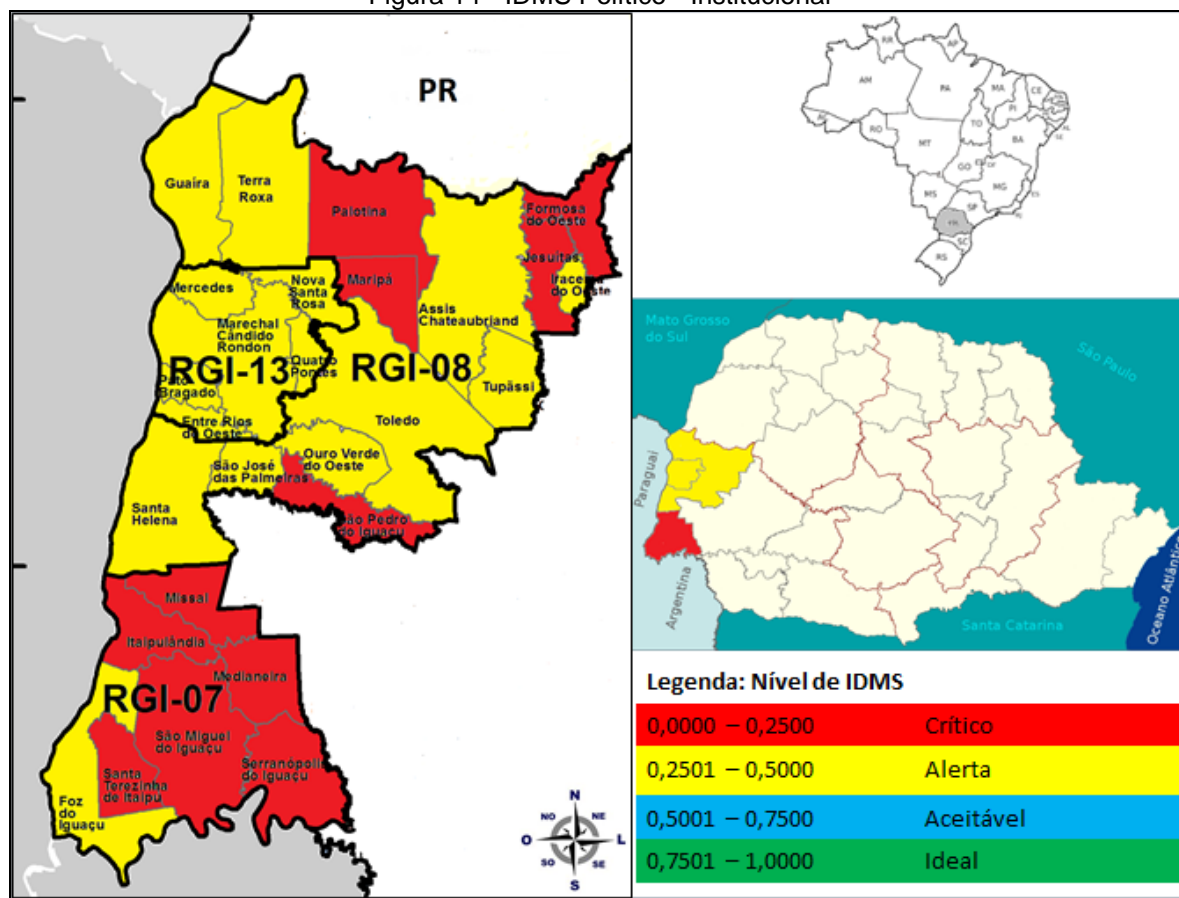 PR
Guaíra
Terra
Roxa
Palotina
Formosa
do Oeste
Jesuítas
Iracema
do Oeste
Maripá
Mercedes
Nova
Santa
Rosa
Assis
Chateaubriand
Marechal
Cândido
Rondon
RGI-13
Quatro
Pontes
RGI-08
Pato
Bragado
Tupãssi
Entre Rios
do Oeste
Toledo
São José
das Palmeiras
Ouro Verde
do Oeste
Santa
Helena
São Pedro
do Iguaçu
Missal
Itaipulândia
Medianeira
RGI-07
São Miguel
do Iguaçu
Serranópolis
do Iguaçu
Santa
Terezinha
de Itaipu
Foz
do
Iguaçu
N
NO
NE
O
L
SO
SE
S
RR
AP
AM
PA
MA
CE
PI
AC
RO
TO
BA
MT
GO
DF
MG
ES
MS
SP
RJ
PR
SC
RS
AL
SE
Mato Grosso
do Sul
São Paulo
Paraguai
Argentina
Santa Catarina
Oceano Atlântico
Legenda: Nível de IDMS
0,0000 – 0,2500 Crítico
0,2501 – 0,5000 Alerta
0,5001 – 0,7500 Aceitável
0,7501 – 1,0000 Ideal